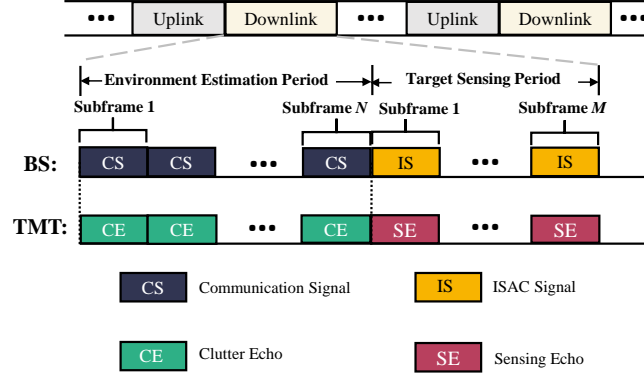 ••• Uplink Downlink ••• Uplink Downlink •••
Environment Estimation Period Target Sensing Period
Subframe 1 Subframe N Subframe 1 Subframe M
BS: CS CS ••• CS IS ••• IS
TMT: CE CE ••• CE SE ••• SE
CS Communication Signal IS ISAC Signal
CE Clutter Echo SE Sensing Echo